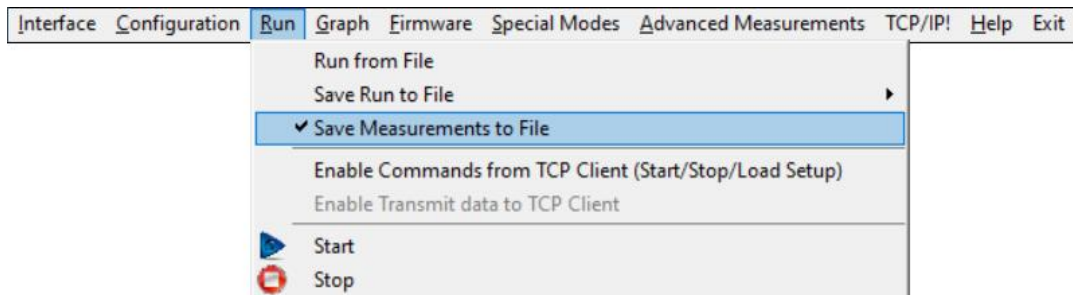 Interface Configuration Run Graph Firmware Special Modes Advanced Measurements TCP/IP! Help Exit
Run from File
Save Run to File
Save Measurements to File
Enable Commands from TCP Client (Start/Stop/Load Setup)
Enable Transmit data to TCP Client
Start
Stop